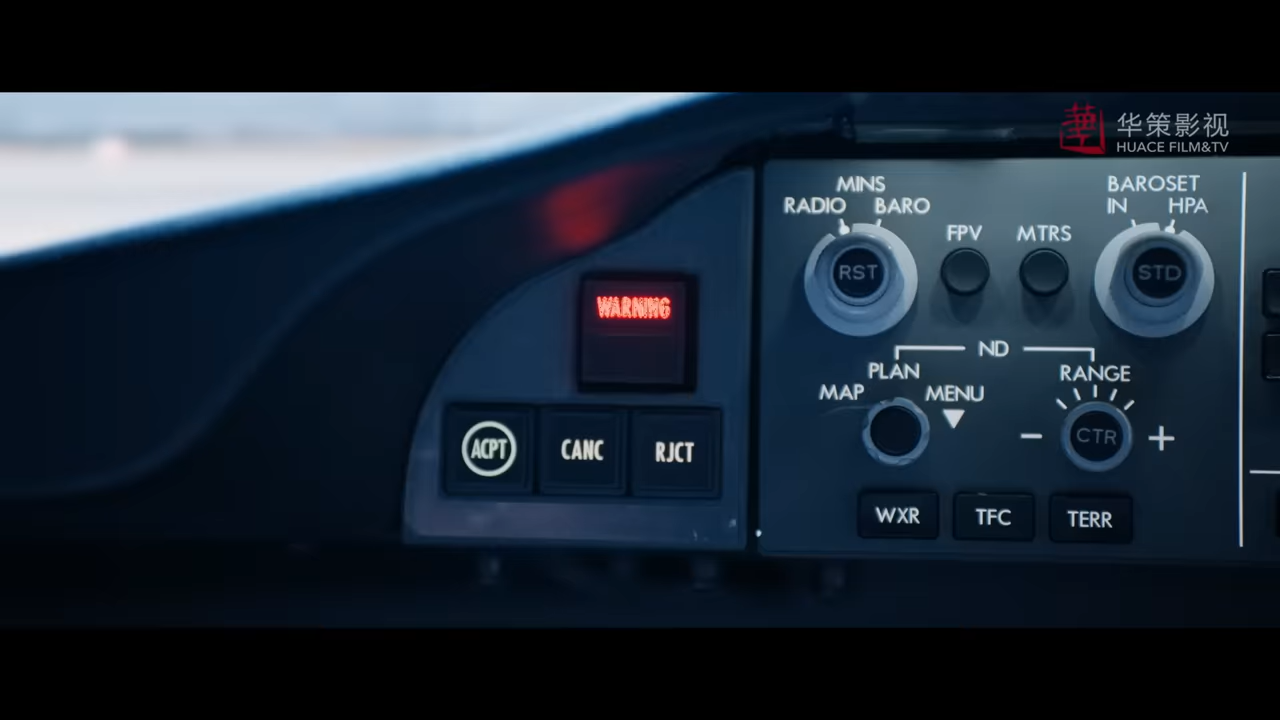 华策影视
HUACE FILM&TV
MINS
RADIO BARO
BAROSET
IN HPA
FPV MTRS
RST
STD
WARNING
ND
PLAN
RANGE
MAP MENU
CTR
ACPT CANC RJCT
WXR TFC TERR